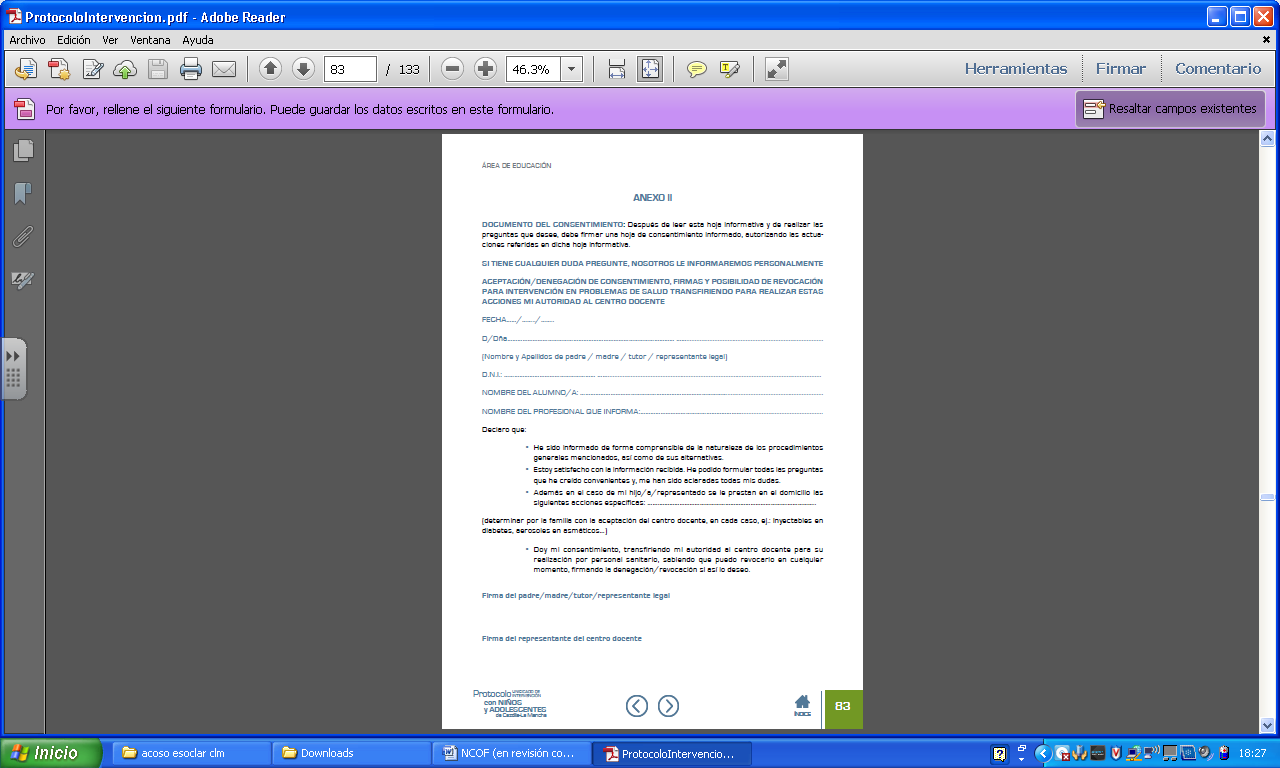 ProtocoloIntervencion.pdf - Adobe Reader
Archivo Edición Ver Ventana Ayuda
83 / 133 46.3% Herramientas Firmar Comentario
Por favor, rellene el siguiente formulario. Puede guardar los datos escritos en este formulario. Resaltar campos existentes
ÁREA DE EDUCACIÓN
ANEXO II
DOCUMENTO DEL CONSENTIMIENTO: Después de leer esta hoja informativa y de realizar las
preguntas que desee, debe firmar una hoja de consentimiento informado, autorizando las actua-
ciones referidas en dicha hoja informativa.
SI TIENE CUALQUIER DUDA PREGUNTE, NOSOTROS LE INFORMAREMOS PERSONALMENTE
ACEPTACIÓN/DENEGACIÓN DE CONSENTIMIENTO, FIRMAS Y POSIBILIDAD DE REVOCACIÓN
PARA INTERVENCIÓN EN PROBLEMAS DE SALUD TRANSFIRIENDO PARA REALIZAR ESTAS
ACCIONES MI AUTORIDAD AL CENTRO DOCENTE
FECHA....../......../........
D/Dña........................................................................................................................
(Nombre y Apellidos de padre / madre / tutor / representante legal)
D.N.I.: ........................................................................................................................
NOMBRE DEL ALUMNO/A: ........................................................................................
NOMBRE DEL PROFESIONAL QUE INFORMA:................................................................
Declaro que:
• He sido informado de forma comprensible de la naturaleza de los procedimientos
generales mencionados, así como de sus alternativas.
• Estoy satisfecho con la información recibida. He podido formular todas las preguntas
que he creído convenientes y, me han sido aclaradas todas mis dudas.
• Además en el caso de mi hijo/a/representado se le prestan en el domicilio las
siguientes acciones específicas: ................................................................
(determinar por la familia con la aceptación del centro docente, en cada caso, ej.: inyectables en
diabetes, aerosoles en asmáticos...)
• Doy mi consentimiento, transfiriendo mi autoridad al centro docente para su
realización por personal sanitario, sabiendo que puedo revocarlo en cualquier
momento, firmando la denegación/revocación si así lo deseo.
Firma del padre/madre/tutor/representante legal
Firma del representante del centro docente
Protocolo UNIFICADO DE INTERVENCIÓN
con NIÑOS
y ADOLESCENTES
de Castilla-La Mancha
ÍNDICE
83
Inicio acoso esoclar clm Downloads NCOF (en revisión co... ProtocoloIntervencio... 18:27